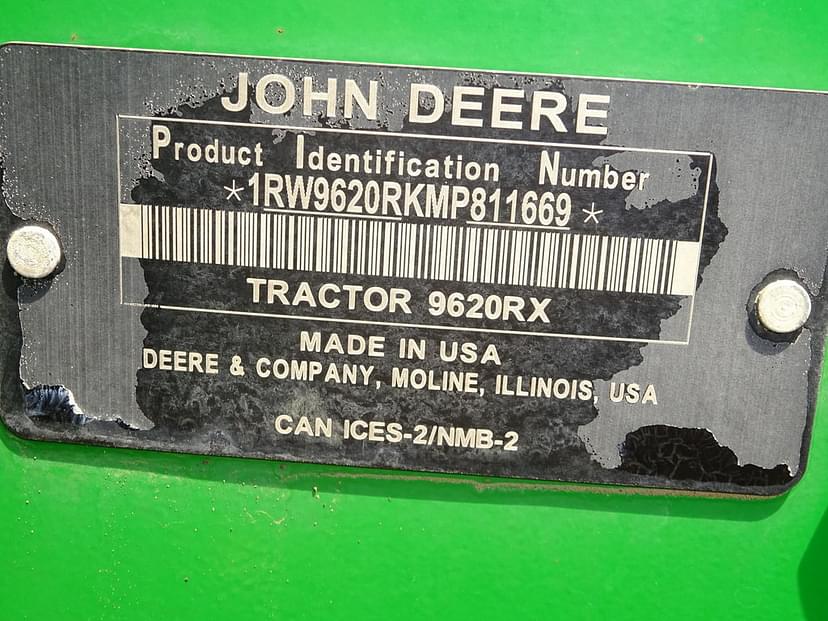 JOHN DEERE
Product Identification Number
*1RW9620RKMP811669*
TRACTOR 9620RX
MADE IN USA
DEERE & COMPANY, MOLINE, ILLINOIS, USA
CAN ICES-2/NMB-2